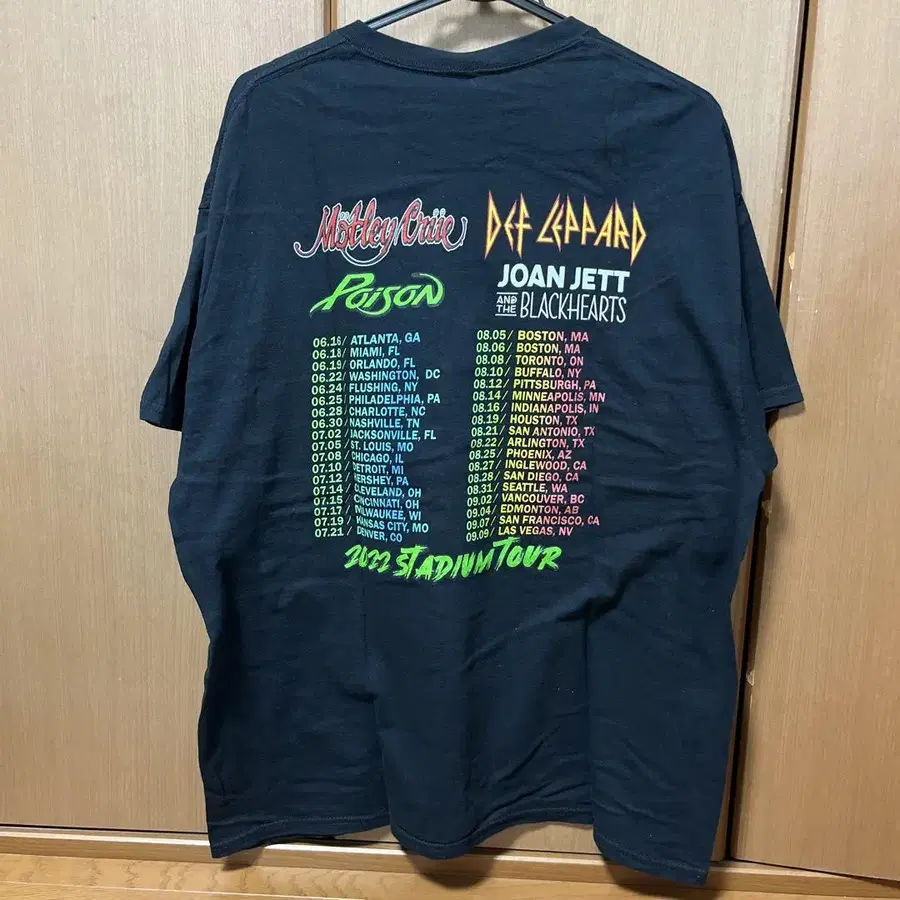 Mötley Crüe
DEF LEPPARD
Poison
JOAN JETT
AND THE BLACKHEARTS
06.16/ ATLANTA, GA
06.18/ MIAMI, FL
06.19/ ORLANDO, FL
06.22/ WASHINGTON, DC
06.24/ FLUSHING, NY
06.25/ PHILADELPHIA, PA
06.28/ CHARLOTTE, NC
06.30/ NASHVILLE, TN
07.02/ JACKSONVILLE, FL
07.05/ ST. LOUIS, MO
07.08/ CHICAGO, IL
07.10/ DETROIT, MI
07.12/ HERSHEY, PA
07.14/ CLEVELAND, OH
07.15/ CINCINNATI, OH
07.17/ MILWAUKEE, WI
07.19/ KANSAS CITY, MO
07.21/ DENVER, CO
08.05/ BOSTON, MA
08.06/ BOSTON, MA
08.08/ TORONTO, ON
08.10/ BUFFALO, NY
08.12/ PITTSBURGH, PA
08.14/ MINNEAPOLIS, MN
08.16/ INDIANAPOLIS, IN
08.19/ HOUSTON, TX
08.21/ SAN ANTONIO, TX
08.22/ ARLINGTON, TX
08.25/ PHOENIX, AZ
08.27/ INGLEWOOD, CA
08.28/ SAN DIEGO, CA
08.31/ SEATTLE, WA
09.02/ VANCOUVER, BC
09.04/ EDMONTON, AB
09.07/ SAN FRANCISCO, CA
09.09/ LAS VEGAS, NV
2022 STADIUM TOUR